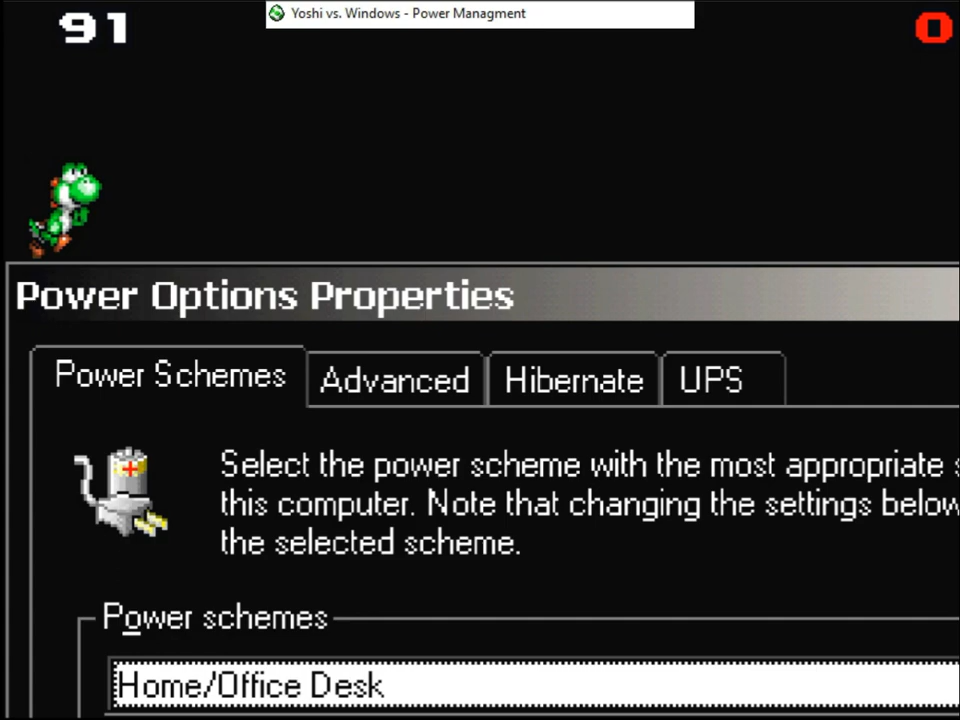 91
Yoshi vs. Windows - Power Managment
0
Power Options Properties
Power Schemes
Advanced
Hibernate
UPS
Select the power scheme with the most appropriate s
this computer. Note that changing the settings below
the selected scheme.
Power schemes
Home/Office Desk